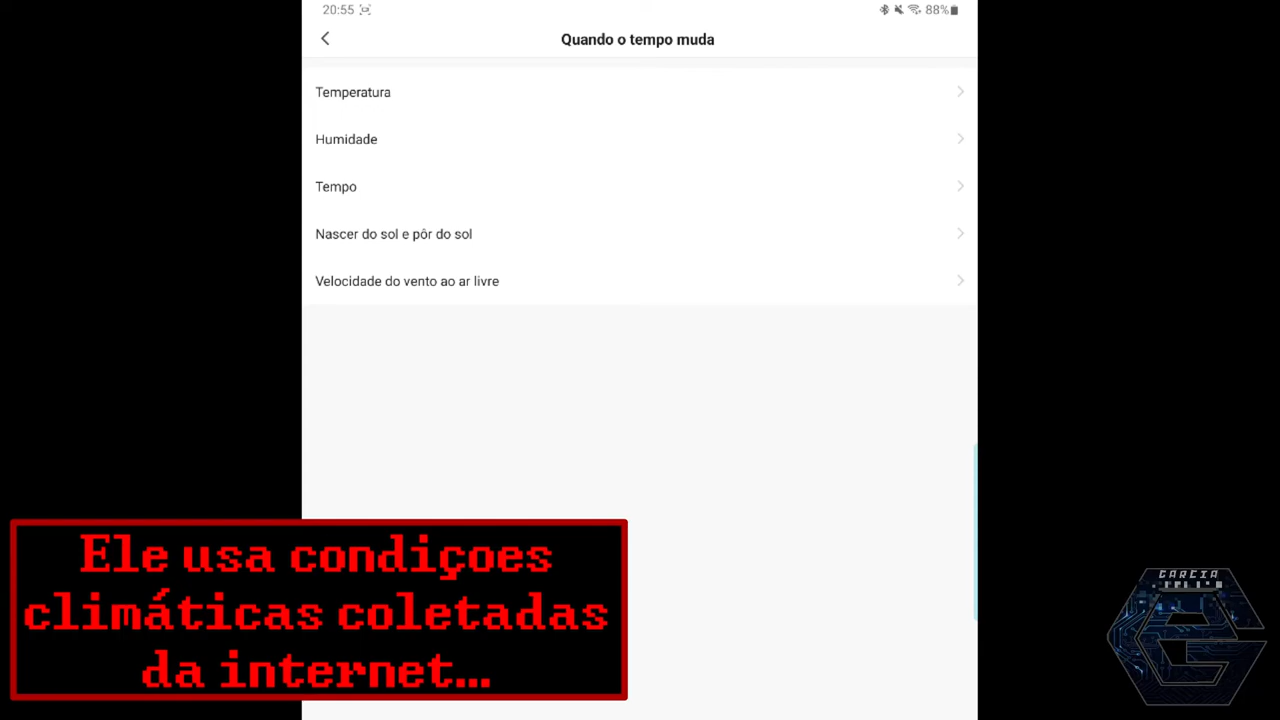 20:55
88%
Quando o tempo muda
Temperatura
Humidade
Tempo
Nascer do sol e pôr do sol
Velocidade do vento ao ar livre
Ele usa condiçoes
climáticas coletadas
da internet...
GARCIA